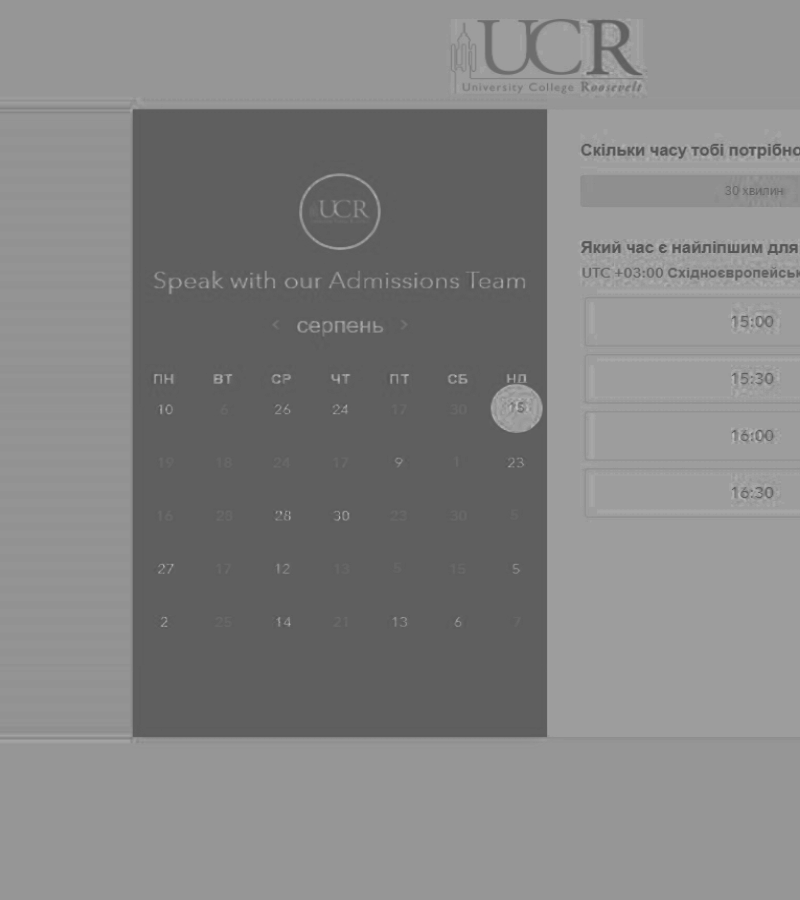 UCR
University College Roosevelt
UCR
Speak with our Admissions Team
< серпень >
ПН ВТ СР ЧТ ПТ СБ НД
10 6 26 24 17 30 15
19 18 24 17 9 1 23
16 28 30 23 30 5
27 17 12 13 5 15 5
2 25 14 21 13 6 7
Скільки часу тобі потрібно
30 хвилин
Який час є найліпшим для
UTC +03:00 Східноєвропейськ
15:00
15:30
16:00
16:30